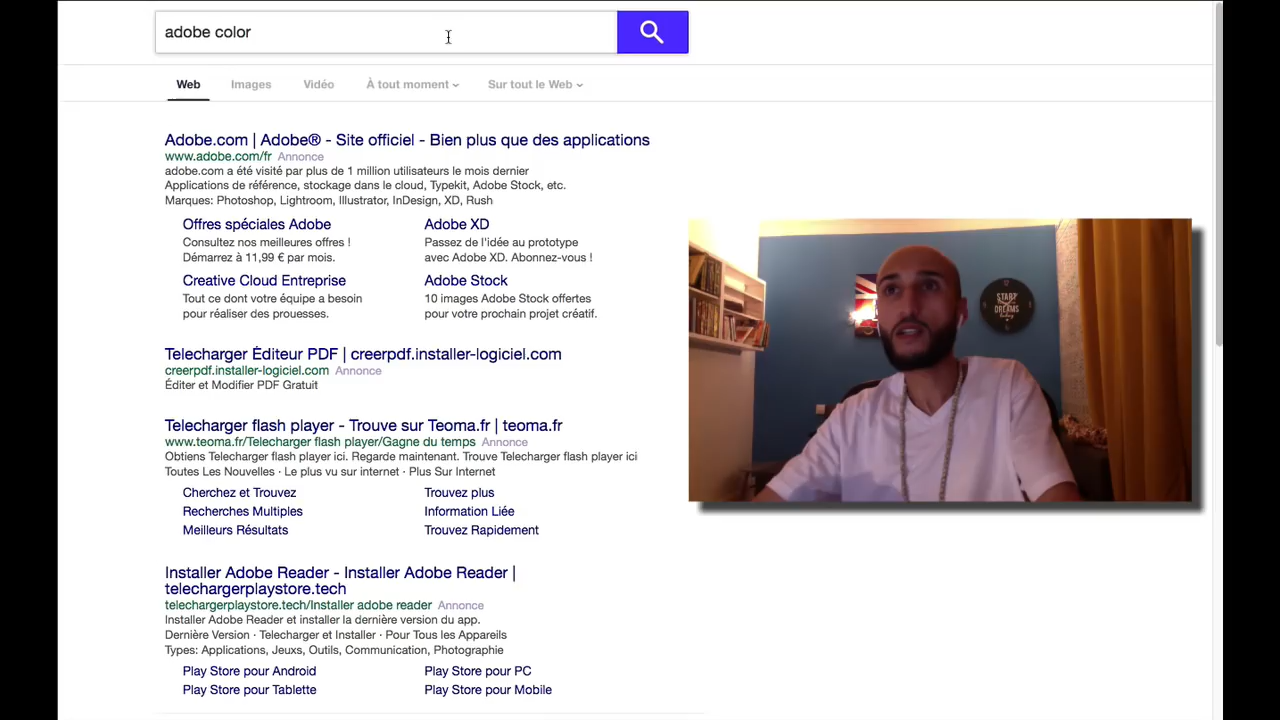 adobe color
Web Images Vidéo À tout moment Sur tout le Web
Adobe.com | Adobe® - Site officiel - Bien plus que des applications
www.adobe.com/fr Annonce
adobe.com a été visité par plus de 1 million utilisateurs le mois dernier
Applications de référence, stockage dans le cloud, Typekit, Adobe Stock, etc.
Marques: Photoshop, Lightroom, Illustrator, InDesign, XD, Rush
Offres spéciales Adobe
Consultez nos meilleures offres !
Démarrez à 11,99 € par mois.
Adobe XD
Passez de l'idée au prototype
avec Adobe XD. Abonnez-vous !
Creative Cloud Entreprise
Tout ce dont votre équipe a besoin
pour réaliser des prouesses.
Adobe Stock
10 images Adobe Stock offertes
pour votre prochain projet créatif.
Telecharger Éditeur PDF | creerpdf.installer-logiciel.com
creerpdf.installer-logiciel.com Annonce
Éditer et Modifier PDF Gratuit
Telecharger flash player - Trouve sur Teoma.fr | teoma.fr
www.teoma.fr/Telecharger flash player/Gagne du temps Annonce
Obtiens Telecharger flash player ici. Regarde maintenant. Trouve Telecharger flash player ici
Toutes Les Nouvelles · Le plus vu sur internet · Plus Sur Internet
Cherchez et Trouvez Trouvez plus
Recherches Multiples Information Liée
Meilleurs Résultats Trouvez Rapidement
Installer Adobe Reader - Installer Adobe Reader |
telechargerplaystore.tech
telechargerplaystore.tech/Installer adobe reader Annonce
Installer Adobe Reader et installer la dernière version du app.
Dernière Version · Telecharger et Installer · Pour Tous les Appareils
Types: Applications, Jeuxs, Outils, Communication, Photographie
Play Store pour Android Play Store pour PC
Play Store pour Tablette Play Store pour Mobile
START
DREAMS